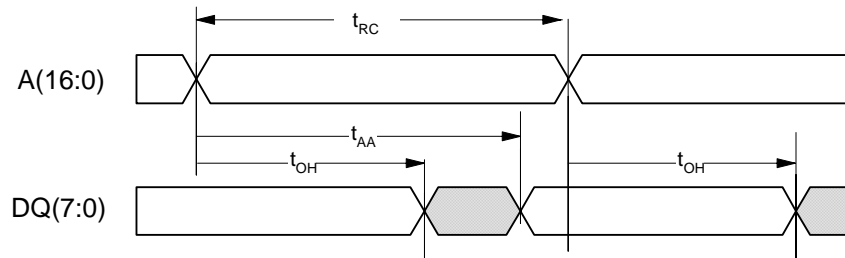 tRC
A(16:0)
tAA
tOH
tOH
DQ(7:0)